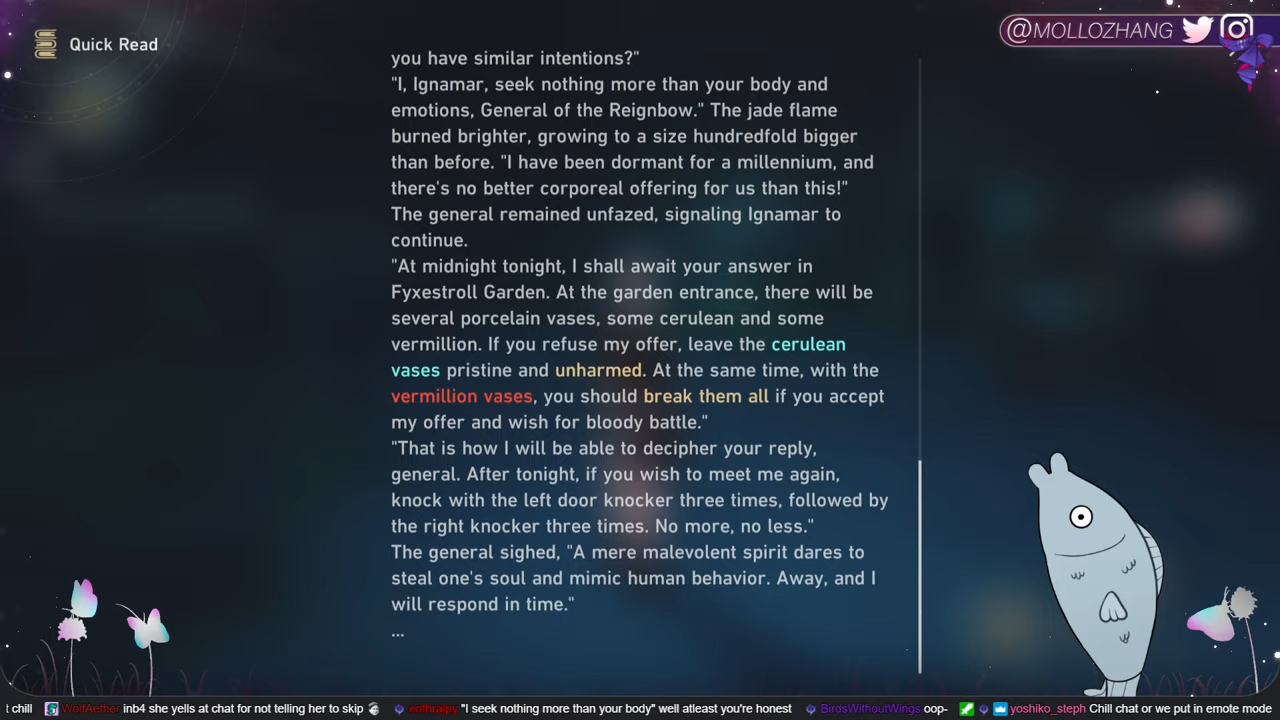 Quick Read
@MOLLOZHANG
you have similar intentions?"
"I, Ignamar, seek nothing more than your body and
emotions, General of the Reignbow." The jade flame
burned brighter, growing to a size hundredfold bigger
than before. "I have been dormant for a millennium, and
there's no better corporeal offering for us than this!"
The general remained unfazed, signaling Ignamar to
continue.
"At midnight tonight, I shall await your answer in
Fyxestroll Garden. At the garden entrance, there will be
several porcelain vases, some cerulean and some
vermillion. If you refuse my offer, leave the cerulean
vases pristine and unharmed. At the same time, with the
vermillion vases, you should break them all if you accept
my offer and wish for bloody battle."
"That is how I will be able to decipher your reply,
general. After tonight, if you wish to meet me again,
knock with the left door knocker three times, followed by
the right knocker three times. No more, no less."
The general sighed, "A mere malevolent spirit dares to
steal one's soul and mimic human behavior. Away, and I
will respond in time."
...
t chill WolfAether inb4 she yells at chat for not telling her to skip enthralpy "I seek nothing more than your body" well atleast you're honest BirdsWithoutWings oop- yoshiko_steph Chill chat or we put in emote mode